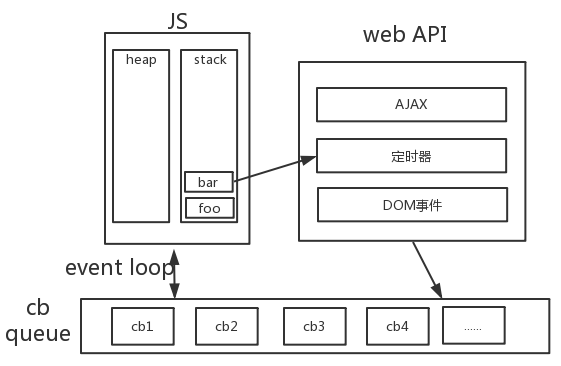 JS
web API
heap
stack
AJAX
定时器
bar
foo
DOM事件
event loop
cb
queue
cb1
cb2
cb3
cb4
......